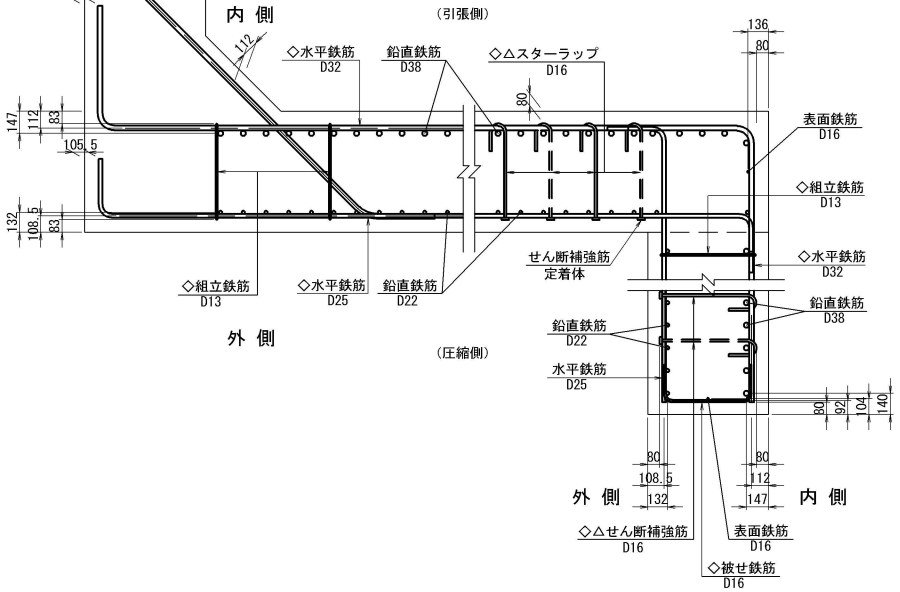 内側
(引張側)
112
◇水平鉄筋
D32
鉛直鉄筋
D38
◇△スターラップ
D16
80
136
80
表面鉄筋
D16
147
112
83
105.5
◇組立鉄筋
D13
132
108.5
83
せん断補強筋
定着体
◇水平鉄筋
D32
◇組立鉄筋
D13
◇水平鉄筋
D25
鉛直鉄筋
D22
鉛直鉄筋
D38
外側
(圧縮側)
鉛直鉄筋
D22
水平鉄筋
D25
80
92
104
140
80
108.5
132
80
112
147
外側
内側
◇△せん断補強筋
D16
表面鉄筋
D16
◇被せ鉄筋
D16